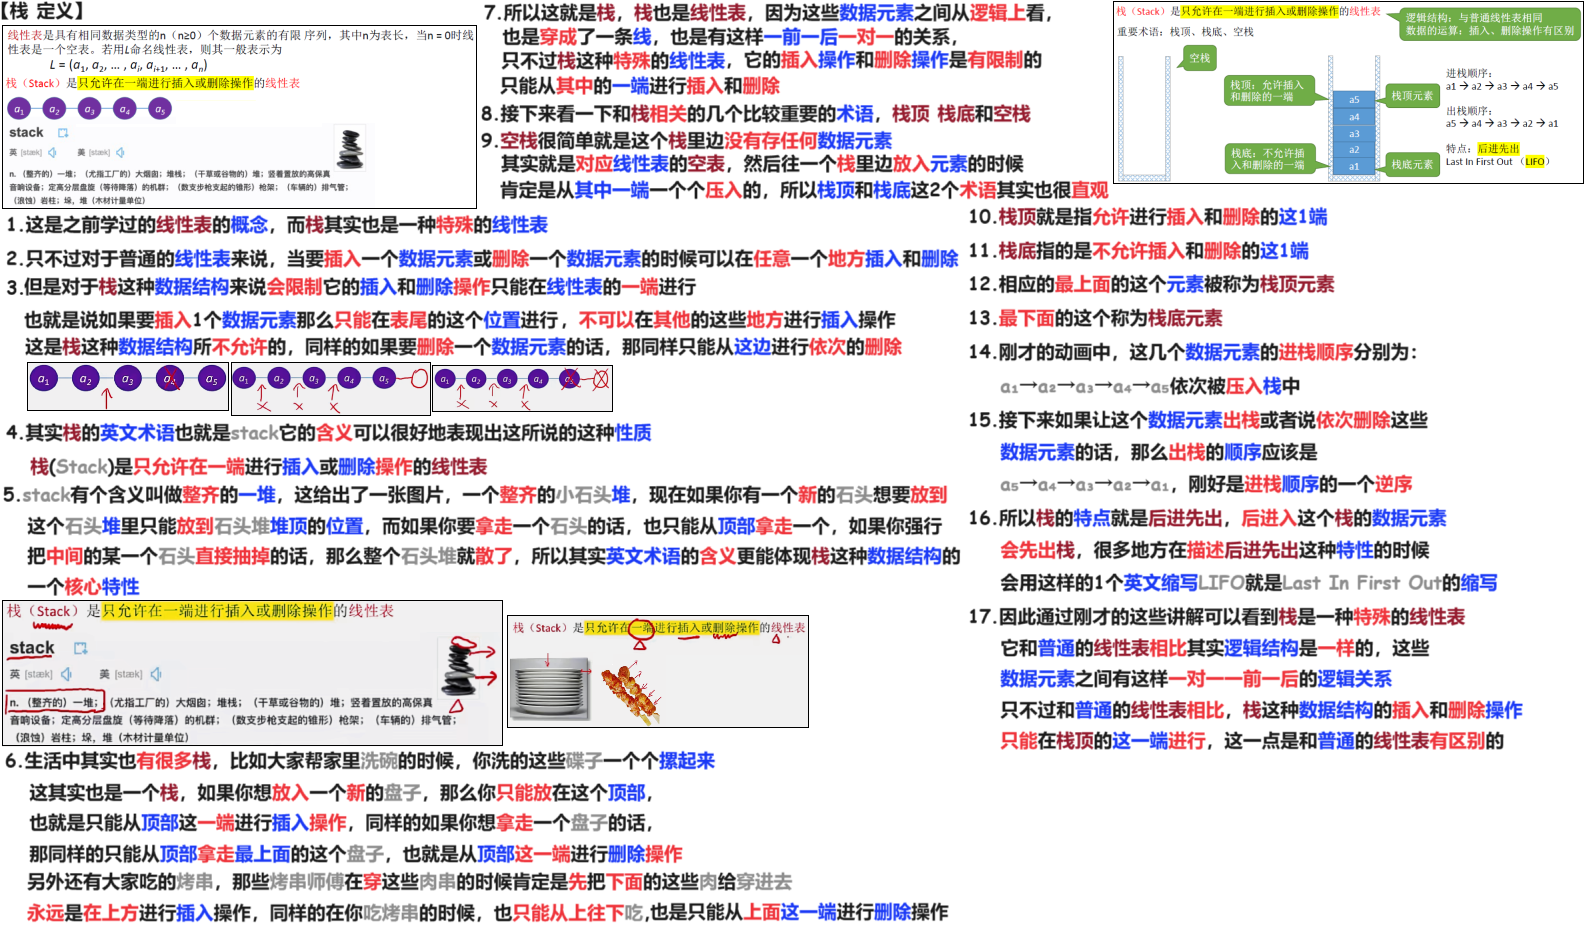 【栈 定义】
线性表是具有相同数据类型的n（n≥0）个数据元素的有限 序列，其中n为表长，当n = 0时线
性表是一个空表。若用L命名线性表，则其一般表示为
L = (a1, a2, … , ai, ai+1, … , an)
栈（Stack）是只允许在一端进行插入或删除操作的线性表
a1 a2 a3 a4 a5
stack
英 [stæk] 美 [stæk]
n.（整齐的）一堆；（尤指工厂的）大烟囱；堆栈；（干草或谷物的）堆；竖着置放的高保真
音响设备；定高分层盘旋（等待降落）的机群；（数支步枪支起的锥形）枪架；（车辆的）排气管；
（浪蚀）岩柱；垛，堆（木材计量单位）
1.这是之前学过的线性表的概念，而栈其实也是一种特殊的线性表
2.只不过对于普通的线性表来说，当要插入一个数据元素或删除一个数据元素的时候可以在任意一个地方插入和删除
3.但是对于栈这种数据结构来说会限制它的插入和删除操作只能在线性表的一端进行
也就是说如果要插入1个数据元素那么只能在表尾的这个位置进行，不可以在其他的这些地方进行插入操作
这是栈这种数据结构所不允许的，同样的如果要删除一个数据元素的话，那同样只能从这边进行依次的删除
a1 a2 a3 a4 a5
a1 a2 a3 a4 a5
a1 a2 a3 a4 a5
4.其实栈的英文术语也就是stack它的含义可以很好地表现出这所说的这种性质
栈(Stack)是只允许在一端进行插入或删除操作的线性表
5.stack有个含义叫做整齐的一堆，这给出了一张图片，一个整齐的小石头堆，现在如果你有一个新的石头想要放到
这个石头堆里只能放到石头堆堆顶的位置，而如果你要拿走一个石头的话，也只能从顶部拿走一个，如果你强行
把中间的某一个石头直接抽掉的话，那么整个石头堆就散了，所以其实英文术语的含义更能体现栈这种数据结构的
一个核心特性
栈（Stack）是只允许在一端进行插入或删除操作的线性表
stack
英 [stæk] 美 [stæk]
n.（整齐的）一堆；（尤指工厂的）大烟囱；堆栈；（干草或谷物的）堆；竖着置放的高保真
音响设备；定高分层盘旋（等待降落）的机群；（数支步枪支起的锥形）枪架；（车辆的）排气管；
（浪蚀）岩柱；垛，堆（木材计量单位）
栈（Stack）是只允许在一端进行插入或删除操作的线性表
6.生活中其实也有很多栈，比如大家帮家里洗碗的时候，你洗的这些碟子一个个摞起来
这其实也是一个栈，如果你想放入一个新的盘子，那么你只能放在这个顶部，
也就是只能从顶部这一端进行插入操作，同样的如果你想拿走一个盘子的话，
那同样的只能从顶部拿走最上面的这个盘子，也就是从顶部这一端进行删除操作
另外还有大家吃的烤串，那些烤串师傅在穿这些肉串的时候肯定是先把下面的这些肉给穿进去
永远是在上方进行插入操作，同样的在你吃烤串的时候，也只能从上往下吃,也是只能从上面这一端进行删除操作
7.所以这就是栈，栈也是线性表，因为这些数据元素之间从逻辑上看，
也是穿成了一条线，也是有这样一前一后一对一的关系，
只不过栈这种特殊的线性表，它的插入操作和删除操作是有限制的
只能从其中的一端进行插入和删除
8.接下来看一下和栈相关的几个比较重要的术语，栈顶 栈底和空栈
9.空栈很简单就是这个栈里边没有存任何数据元素
其实就是对应线性表的空表，然后往一个栈里边放入元素的时候
肯定是从其中一端一个个压入的，所以栈顶和栈底这2个术语其实也很直观
栈（Stack）是只允许在一端进行插入或删除操作的线性表
重要术语：栈顶、栈底、空栈
逻辑结构：与普通线性表相同
数据的运算：插入、删除操作有区别
空栈
栈顶：允许插入
和删除的一端
栈底：不允许插
入和删除的一端
a5
a4
a3
a2
a1
栈顶元素
栈底元素
进栈顺序：
a1 → a2 → a3 → a4 → a5
出栈顺序：
a5 → a4 → a3 → a2 → a1
特点：后进先出
Last In First Out（LIFO）
10.栈顶就是指允许进行插入和删除的这1端
11.栈底指的是不允许插入和删除的这1端
12.相应的最上面的这个元素被称为栈顶元素
13.最下面的这个称为栈底元素
14.刚才的动画中，这几个数据元素的进栈顺序分别为：
a₁→a₂→a₃→a₄→a₅依次被压入栈中
15.接下来如果让这个数据元素出栈或者说依次删除这些
数据元素的话，那么出栈的顺序应该是
a₅→a₄→a₃→a₂→a₁，刚好是进栈顺序的一个逆序
16.所以栈的特点就是后进先出，后进入这个栈的数据元素
会先出栈，很多地方在描述后进先出这种特性的时候
会用这样的1个英文缩写LIFO就是Last In First Out的缩写
17.因此通过刚才的这些讲解可以看到栈是一种特殊的线性表
它和普通的线性表相比其实逻辑结构是一样的，这些
数据元素之间有这样一对一一前一后的逻辑关系
只不过和普通的线性表相比，栈这种数据结构的插入和删除操作
只能在栈顶的这一端进行，这一点是和普通的线性表有区别的